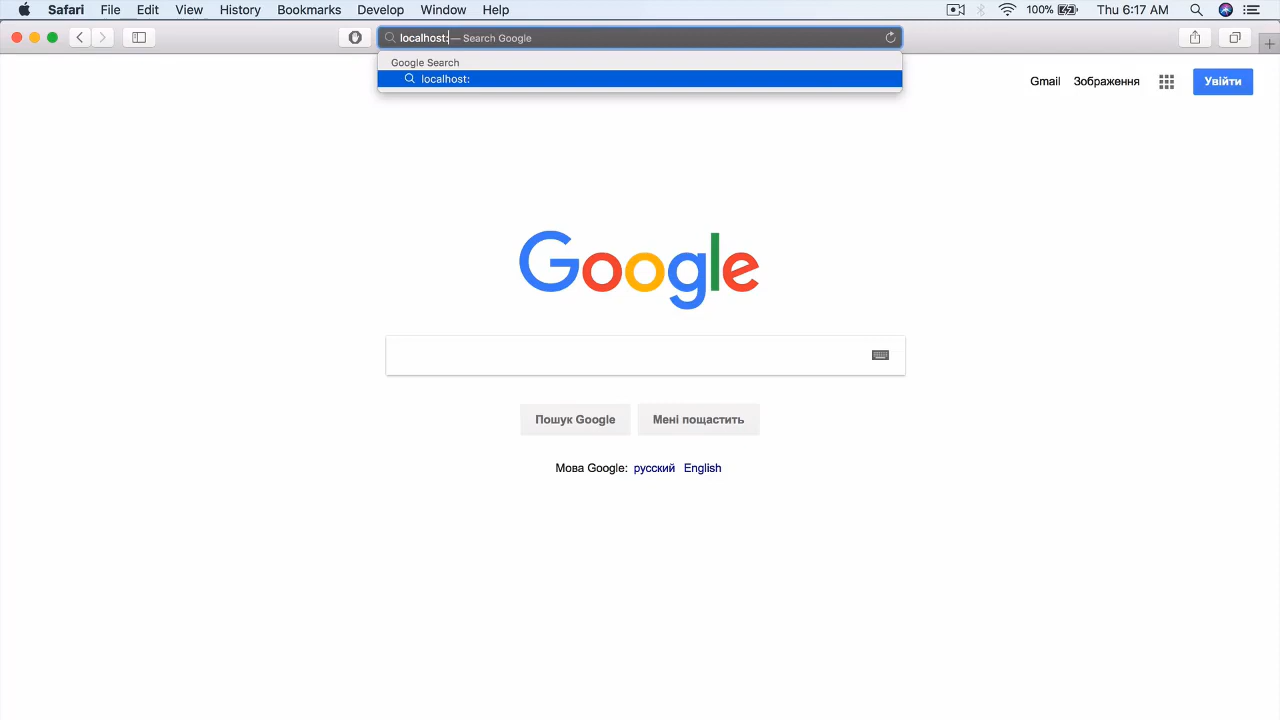 Safari File Edit View History Bookmarks Develop Window Help 100% Thu 6:17 AM
localhost: — Search Google
Google Search
localhost:
Gmail Зображення Увійти
Google
Пошук Google Мені пощастить
Мова Google: русский English